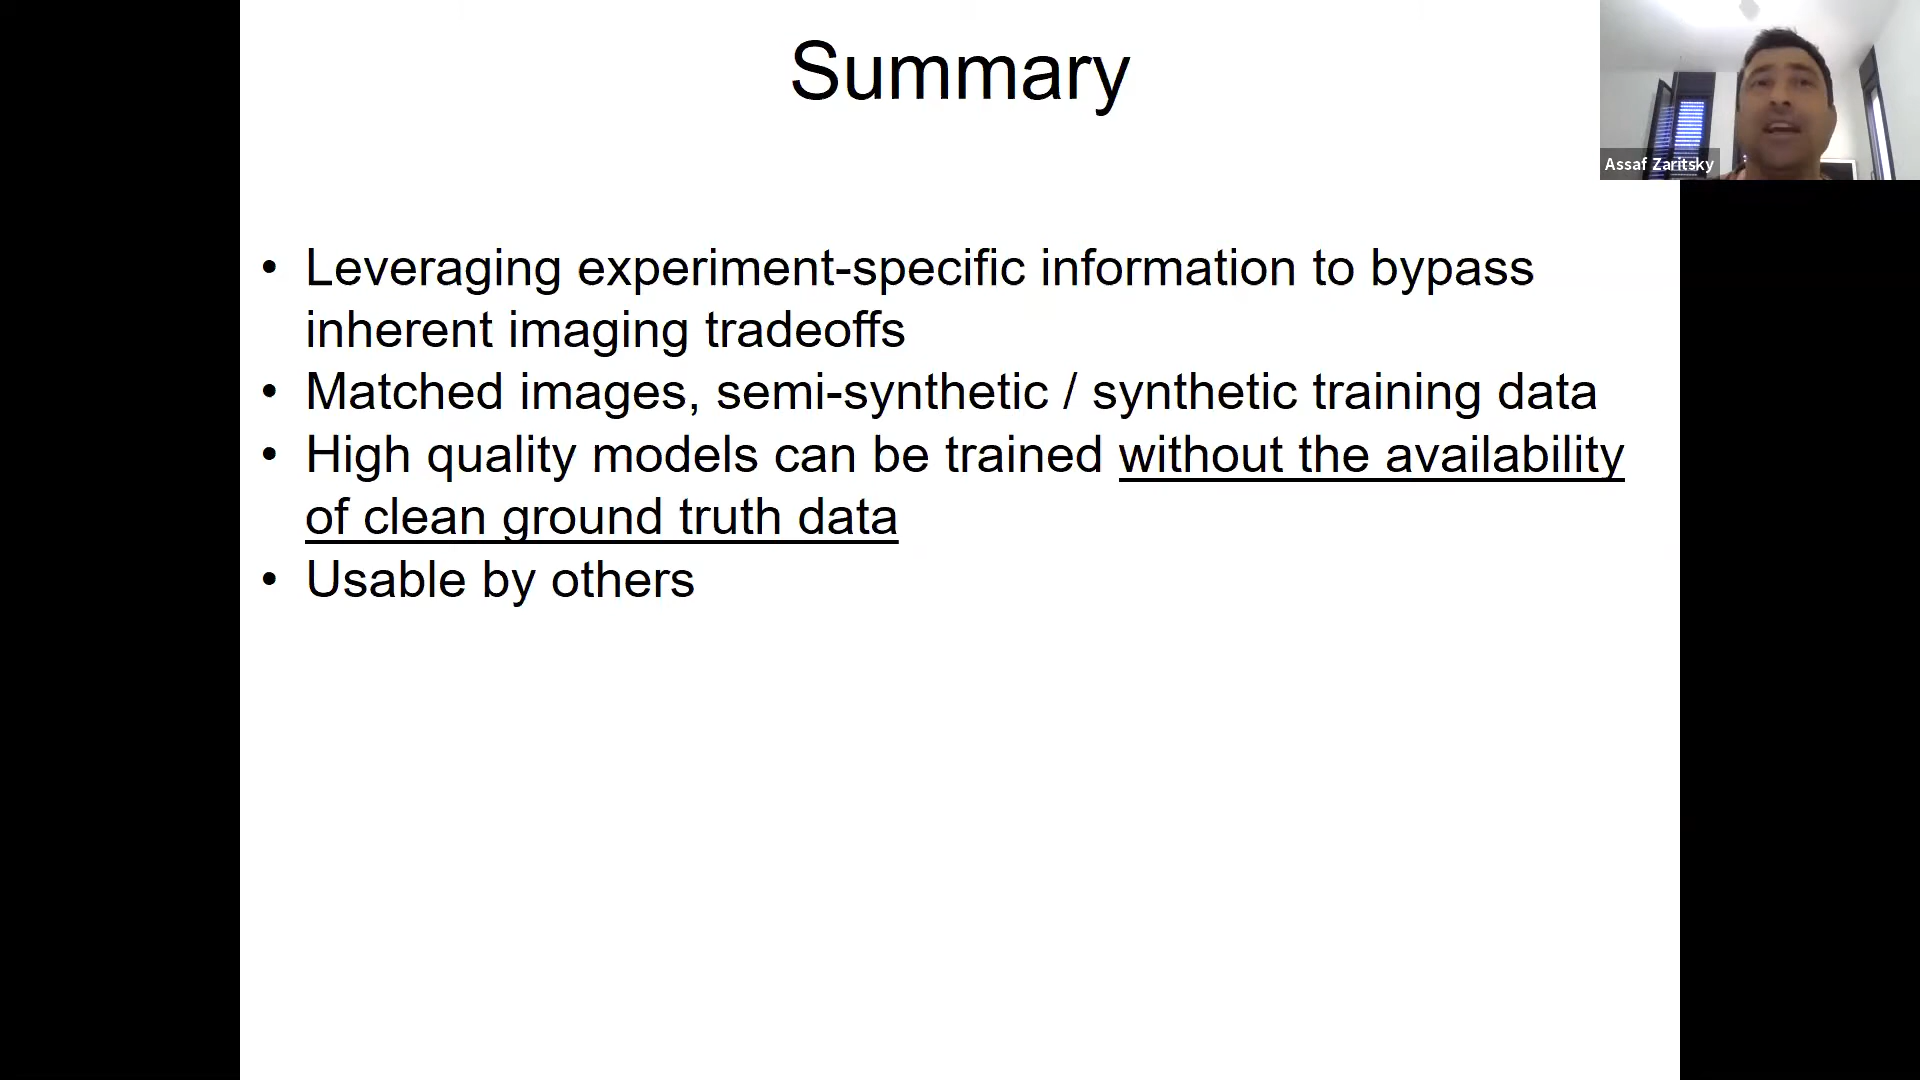 Summary
Assaf Zaritsky
• Leveraging experiment-specific information to bypass
inherent imaging tradeoffs
• Matched images, semi-synthetic / synthetic training data
• High quality models can be trained without the availability
of clean ground truth data
• Usable by others